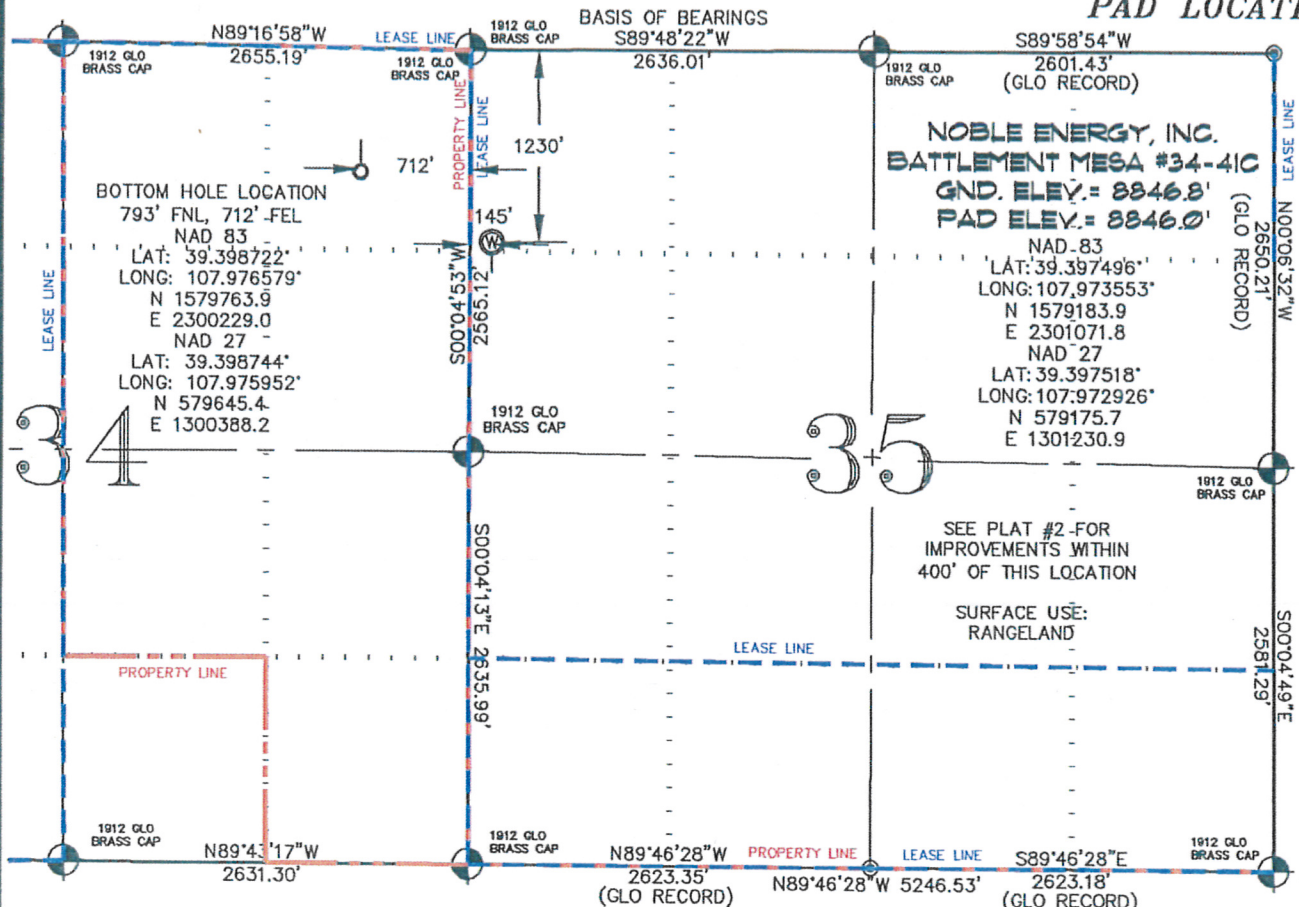 PAD LOCATI
BASIS OF BEARINGS
N89°16'58"W
2655.19'
LEASE LINE
1912 GLO
BRASS CAP
1912 GLO
BRASS CAP
1912 GLO
BRASS CAP
S89°48'22"W
2636.01'
1912 GLO
BRASS CAP
S89°58'54"W
2601.43'
(GLO RECORD)
PROPERTY LINE
LEASE LINE
1230'
712'
145'
W
BOTTOM HOLE LOCATION
793' FNL, 712' FEL
NAD 83
LAT: 39.398722°
LONG: 107.976579°
N 1579763.9
E 2300229.0
NAD 27
LAT: 39.398744°
LONG: 107.975952°
N 579645.4
E 1300388.2
LEASE LINE
S00°04'53"W
2565.12'
NOBLE ENERGY, INC.
BATTLEMENT MESA #34-41C
GND. ELEV.= 8846.8'
PAD ELEV.= 8846.0'
NAD 83
LAT: 39.397496°
LONG: 107.973553°
N 1579183.9
E 2301071.8
NAD 27
LAT: 39.397518°
LONG: 107.972926°
N 579175.7
E 1301230.9
LEASE LINE
N00°06'32"W
2650.21'
(GLO RECORD)
34
1912 GLO
BRASS CAP
35
1912 GLO
BRASS CAP
SEE PLAT #2 FOR
IMPROVEMENTS WITHIN
400' OF THIS LOCATION
SURFACE USE:
RANGELAND
S00°04'13"E 2635.99'
LEASE LINE
S00°04'49"E
2581.29'
PROPERTY LINE
1912 GLO
BRASS CAP
N89°43'17"W
2631.30'
1912 GLO
BRASS CAP
N89°46'28"W
2623.35'
(GLO RECORD)
PROPERTY LINE
LEASE LINE
N89°46'28"W 5246.53'
S89°46'28"E
2623.18'
(GLO RECORD)
1912 GLO
BRASS CAP